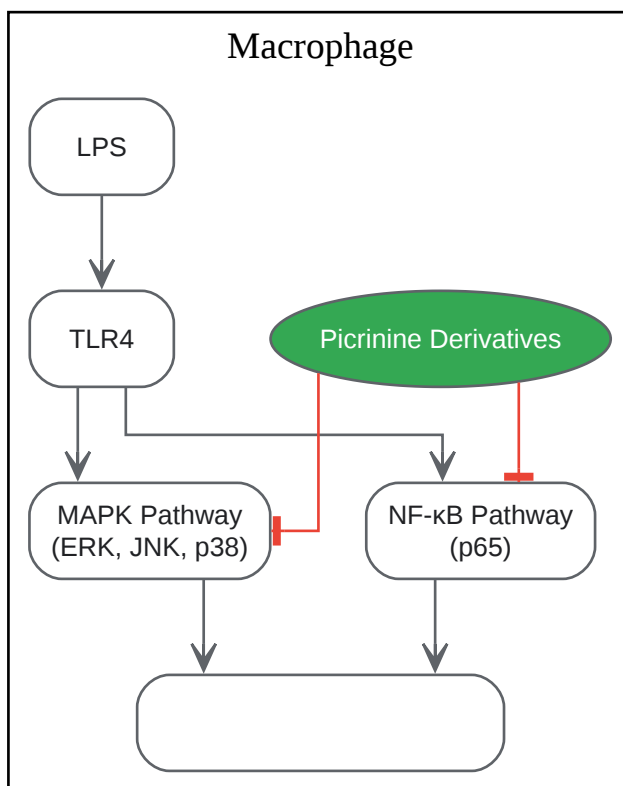 Macrophage
LPS
TLR4
Picrinine Derivatives
MAPK Pathway
(ERK, JNK, p38)
NF-κB Pathway
(p65)